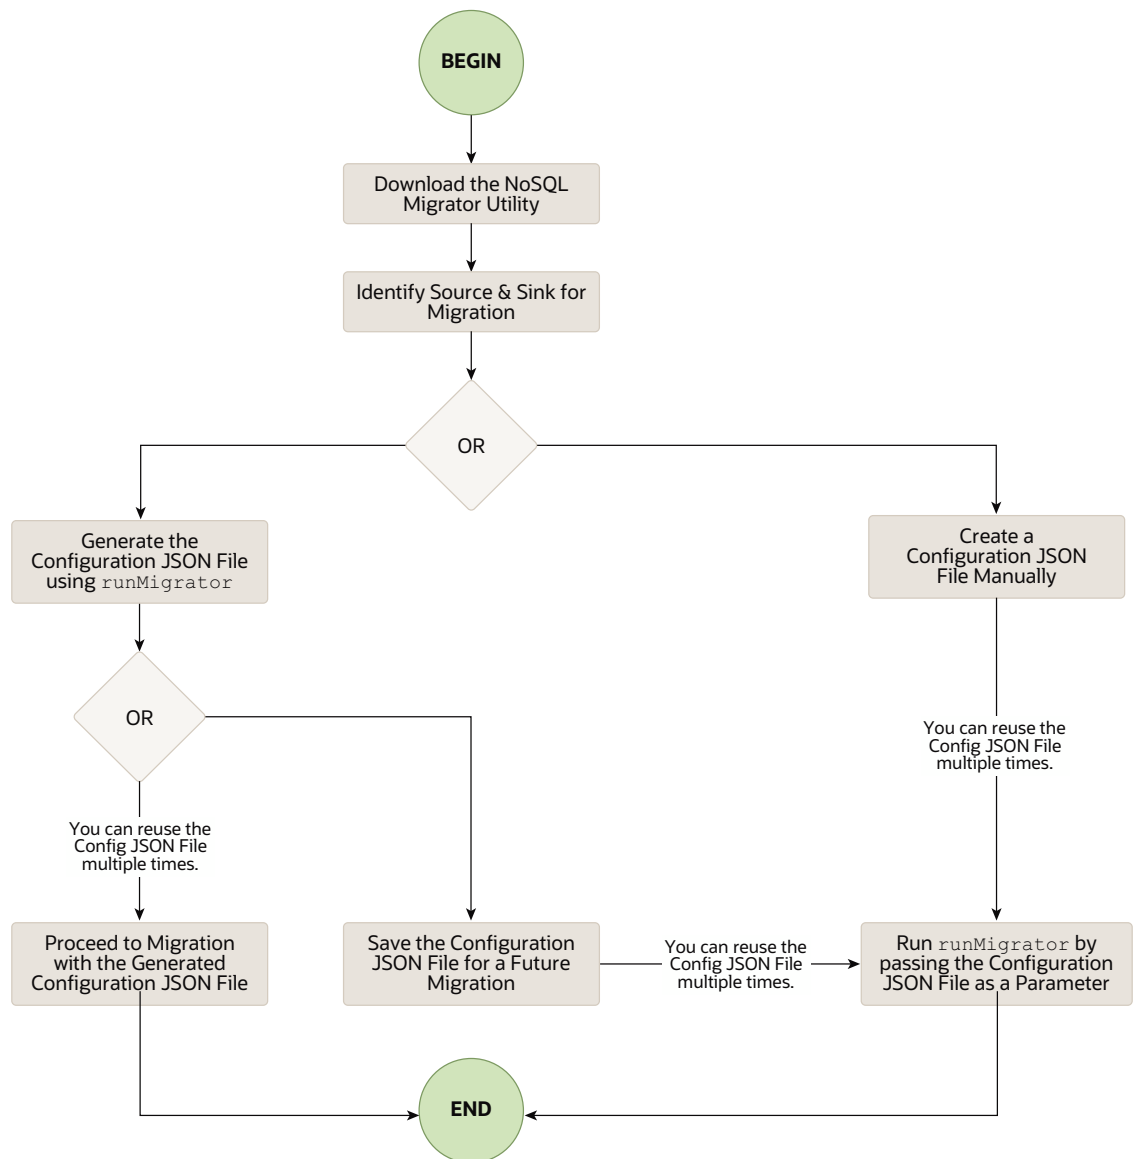 BEGIN
Download the NoSQL
Migrator Utility
Identify Source & Sink for
Migration
OR
Generate the
Configuration JSON File
using runMigrator
Create a
Configuration JSON
File Manually
OR
You can reuse the
Config JSON File
multiple times.
You can reuse the
Config JSON File
multiple times.
Proceed to Migration
with the Generated
Configuration JSON File
Save the Configuration
JSON File for a Future
Migration
You can reuse the
Config JSON File
multiple times.
Run runMigrator by
passing the Configuration
JSON File as a Parameter
END